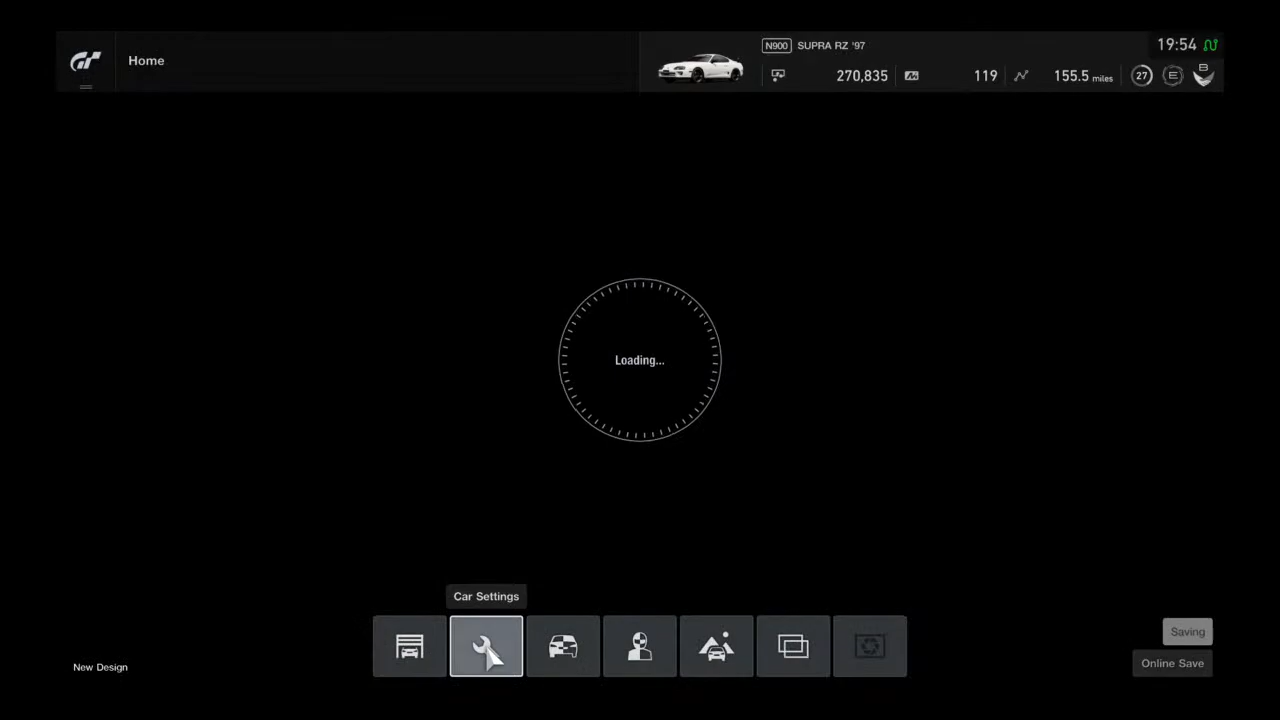 Home
N900 SUPRA RZ '97
19:54
270,835
119
155.5 miles
27
E
B
Loading...
Car Settings
Saving
Online Save
New Design